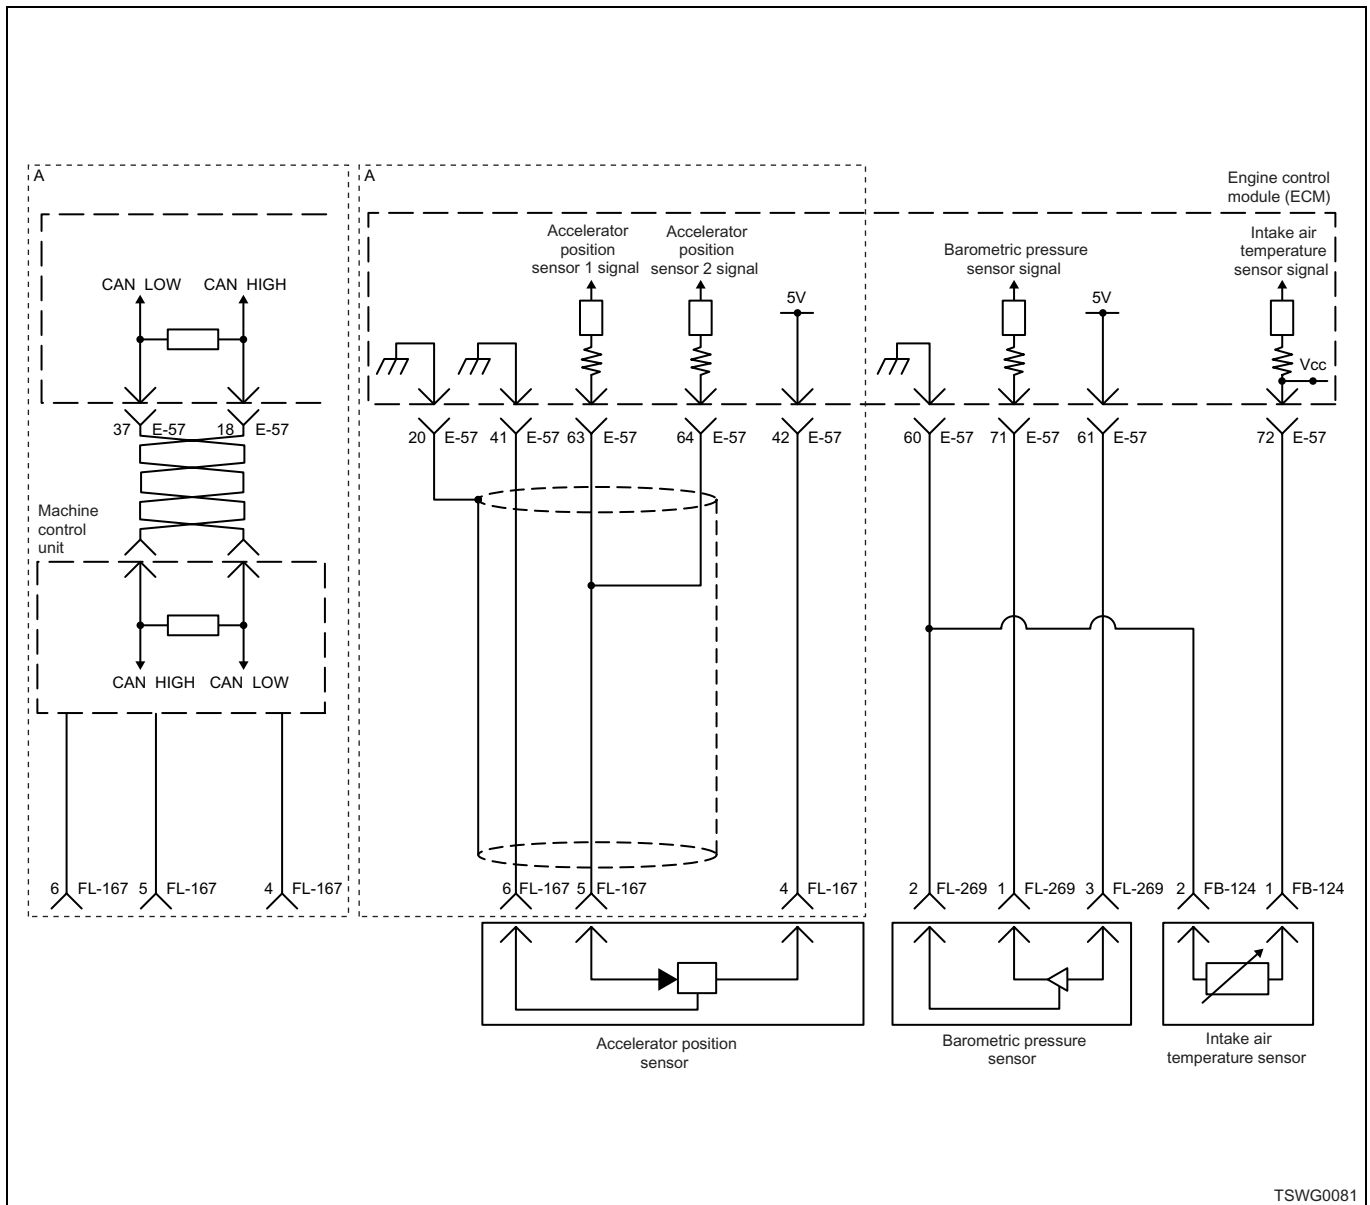 A
A
Engine control
module (ECM)
Accelerator
position
sensor 1 signal
Accelerator
position
sensor 2 signal
Barometric pressure
sensor signal
Intake air
temperature
sensor signal
CAN LOW
CAN HIGH
5V
5V
Vcc
37 E-57
18 E-57
20 E-57
41 E-57
63 E-57
64 E-57
42 E-57
60 E-57
71 E-57
61 E-57
72 E-57
Machine
control
unit
CAN HIGH
CAN LOW
6 FL-167
5 FL-167
4 FL-167
6 FL-167
5 FL-167
4 FL-167
2 FL-269
1 FL-269
3 FL-269
2 FB-124
1 FB-124
Accelerator position
sensor
Barometric pressure
sensor
Intake air
temperature sensor
TSWG0081